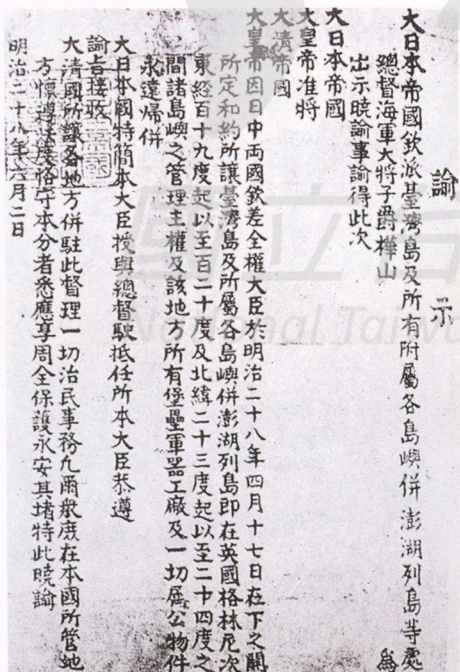 諭示
大日本帝國欽派臺灣島及所有附屬各島嶼併澎湖列島等處
總督海軍大將子爵樺山 為
出示曉諭事諭得此次
大日本帝國
大皇帝准將
大清帝國
大皇帝因日中両國欽差全權大臣於明治二十八年四月十七日在下之關
所定和約所讓臺灣島及所屬各島嶼併澎湖列島即在英國格林尼次
東經百十九度起以至百二十度及北緯二十三度起以至二十四度之
間諸島嶼之管理主權及該地方所有堡壘軍器工廠及一切屬公物件
永遠歸併
大日本國特簡本大臣授與總督駛抵任所本大臣恭遵
諭旨接收
大清國所讓各地方併駐此督理一切治民事務凡爾衆庶在本國所管地
方懍遵法度恪守本分者悉應享周全保護永安其堵特此曉諭
明治二十八年六月二日
National Taiw